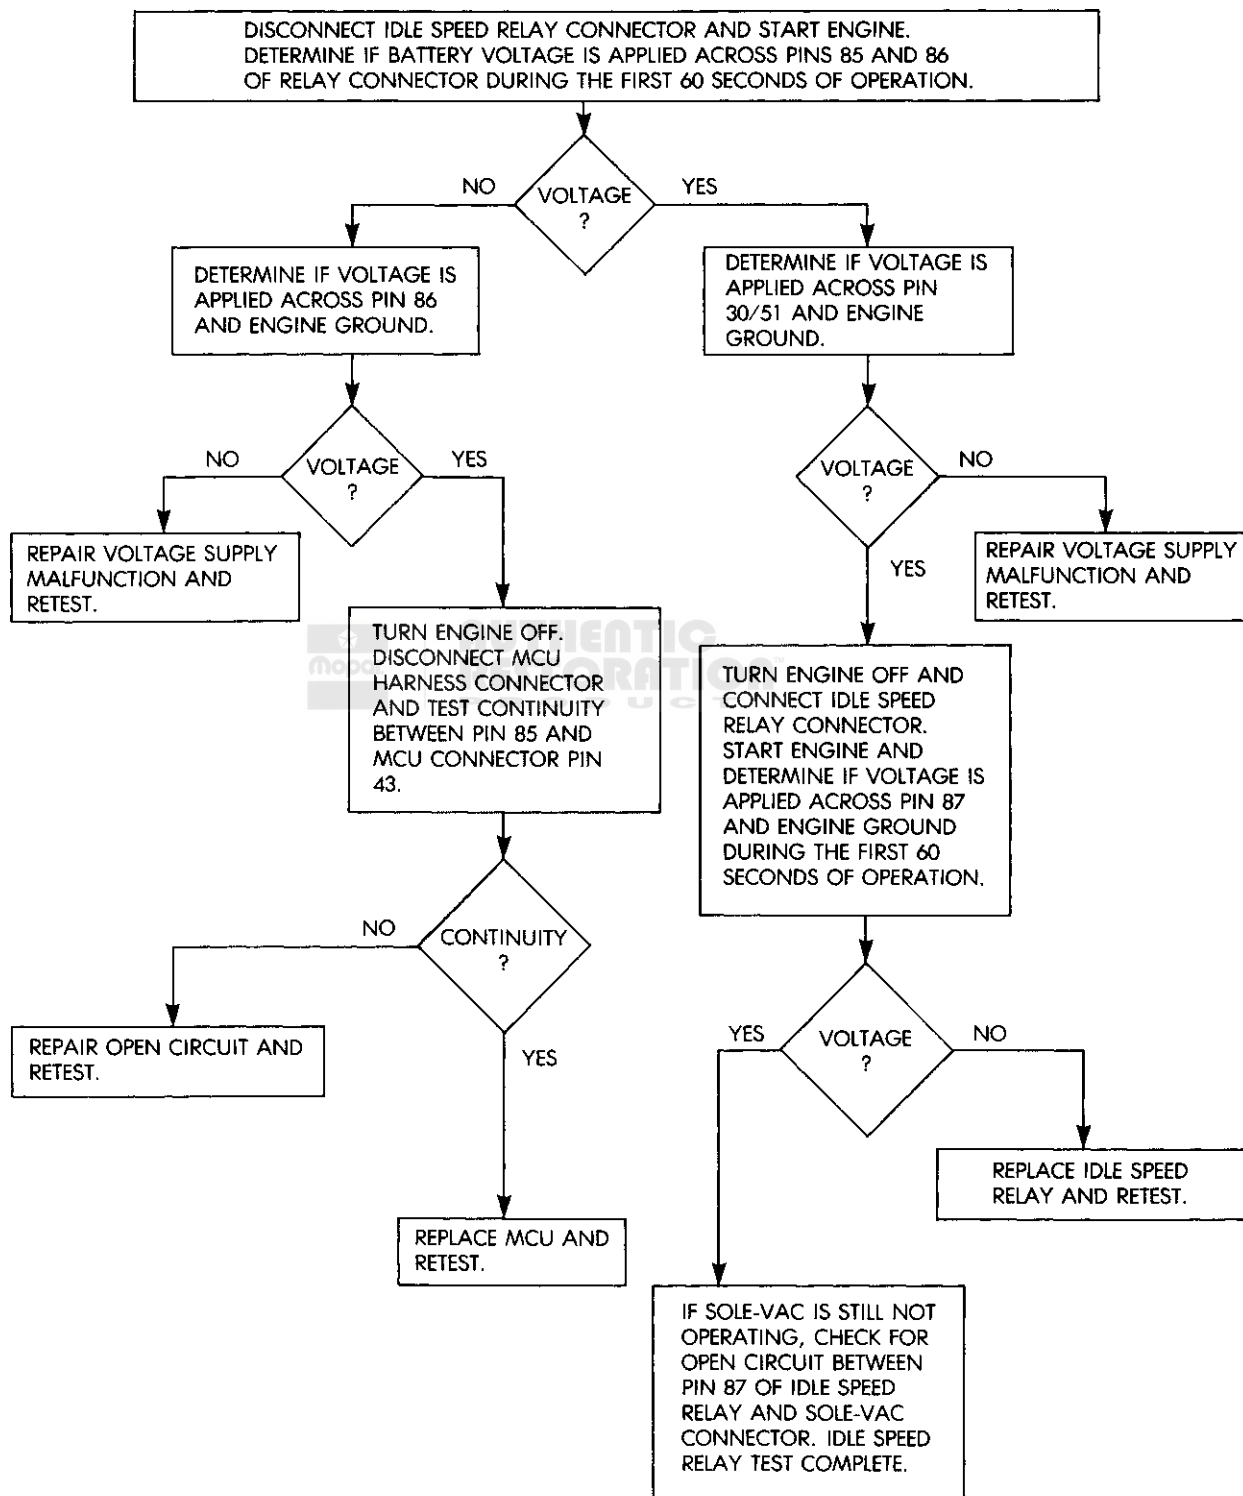 DISCONNECT IDLE SPEED RELAY CONNECTOR AND START ENGINE.
DETERMINE IF BATTERY VOLTAGE IS APPLIED ACROSS PINS 85 AND 86
OF RELAY CONNECTOR DURING THE FIRST 60 SECONDS OF OPERATION.
NO
VOLTAGE
?
YES
DETERMINE IF VOLTAGE IS
APPLIED ACROSS PIN 86
AND ENGINE GROUND.
DETERMINE IF VOLTAGE IS
APPLIED ACROSS PIN
30/51 AND ENGINE
GROUND.
NO
VOLTAGE
?
YES
VOLTAGE
?
NO
YES
REPAIR VOLTAGE SUPPLY
MALFUNCTION AND
RETEST.
REPAIR VOLTAGE SUPPLY
MALFUNCTION AND
RETEST.
TURN ENGINE OFF.
DISCONNECT MCU
HARNESS CONNECTOR
AND TEST CONTINUITY
BETWEEN PIN 85 AND
MCU CONNECTOR PIN
43.
Mopar
AUTHENTIC
RESTORATION™
PRODUCT
TURN ENGINE OFF AND
CONNECT IDLE SPEED
RELAY CONNECTOR.
START ENGINE AND
DETERMINE IF VOLTAGE IS
APPLIED ACROSS PIN 87
AND ENGINE GROUND
DURING THE FIRST 60
SECONDS OF OPERATION.
NO
CONTINUITY
?
YES
REPAIR OPEN CIRCUIT AND
RETEST.
YES
VOLTAGE
?
NO
REPLACE MCU AND
RETEST.
REPLACE IDLE SPEED
RELAY AND RETEST.
IF SOLE-VAC IS STILL NOT
OPERATING, CHECK FOR
OPEN CIRCUIT BETWEEN
PIN 87 OF IDLE SPEED
RELAY AND SOLE-VAC
CONNECTOR. IDLE SPEED
RELAY TEST COMPLETE.